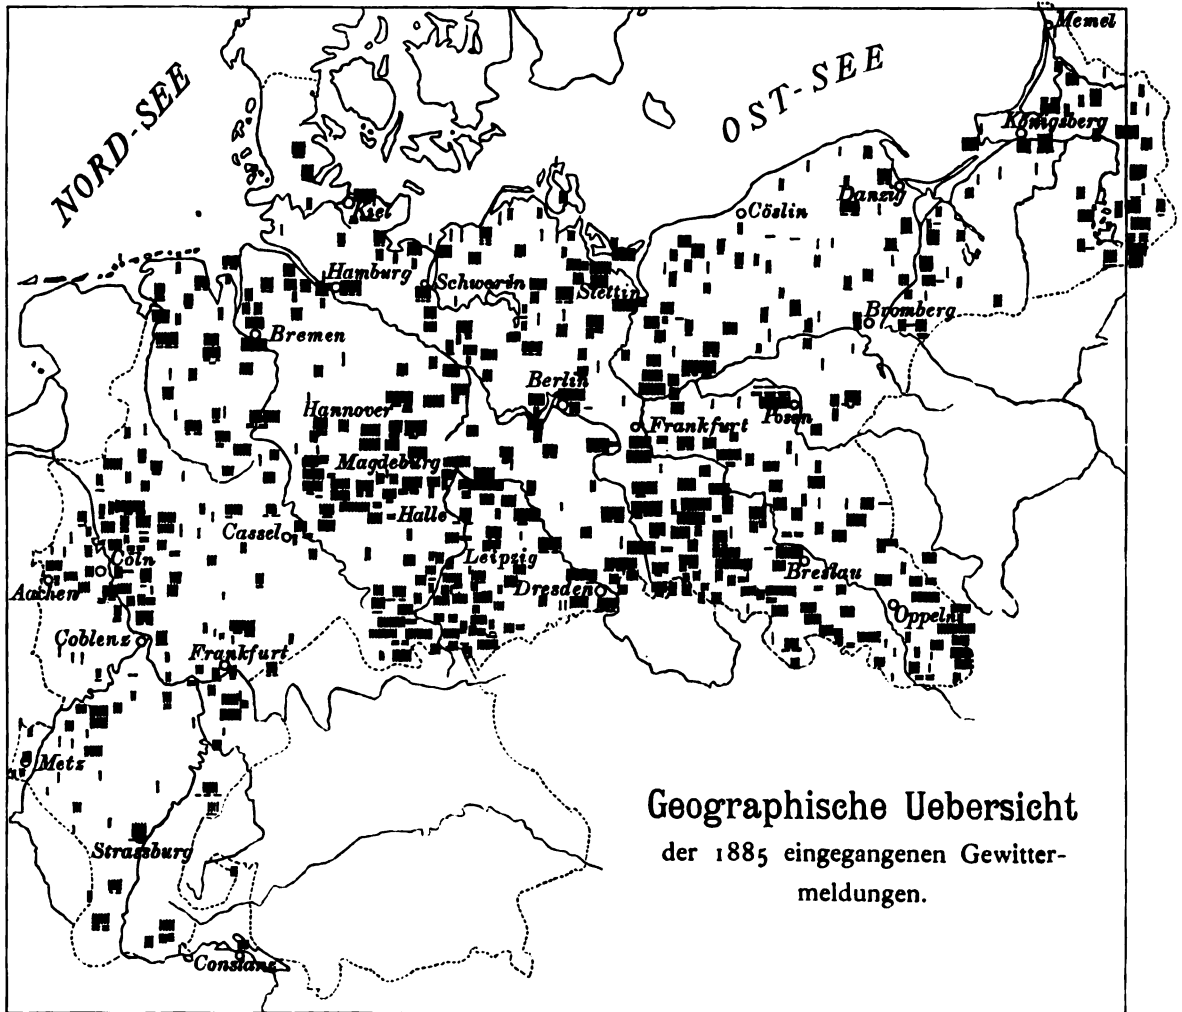 Memel
NORD-SEE
OST-SEE
Königsberg
Danzig
Kiel
Cöslin
Hamburg
Schwerin
Stettin
Bromberg
Bremen
Berlin
Hannover
Posen
Frankfurt
Magdeburg
Halle
Cassel
Leipzig
Cöln
Breslau
Aachen
Dresden
Oppeln
Coblenz
Frankfurt
Metz
Geographische Uebersicht
der 1885 eingegangenen Gewitter-
meldungen.
Strassburg
Constanz